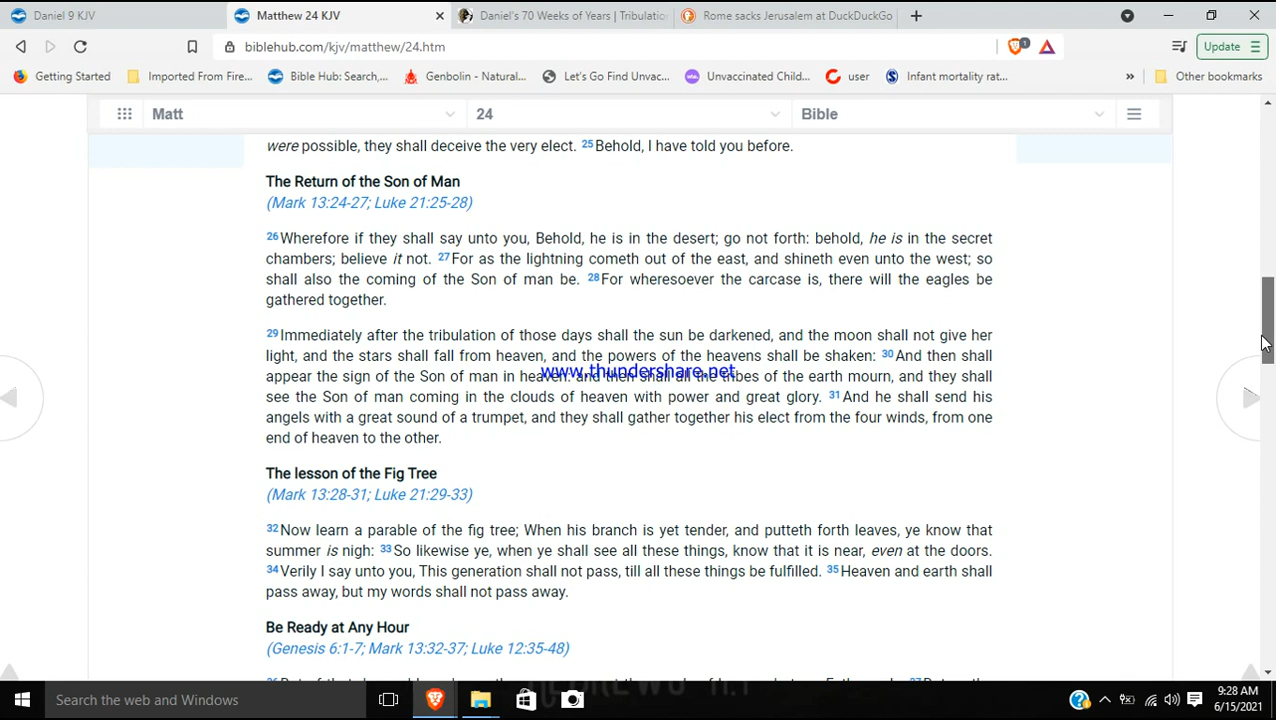 Daniel 9 KJV
Matthew 24 KJV
Daniel's 70 Weeks of Years | Tribulation
Rome sacks Jerusalem at DuckDuckGo
biblehub.com/kjv/matthew/24.htm
1
Update
Getting Started
Imported From Fire...
Bible Hub: Search,...
Genbolin - Natural...
Let's Go Find Unvac...
Unvaccinated Child...
user
Infant mortality rat...
Other bookmarks
Matt
24
Bible
were possible, they shall deceive the very elect. 25 Behold, I have told you before.
The Return of the Son of Man
(Mark 13:24-27; Luke 21:25-28)
26 Wherefore if they shall say unto you, Behold, he is in the desert; go not forth: behold, he is in the secret
chambers; believe it not. 27 For as the lightning cometh out of the east, and shineth even unto the west; so
shall also the coming of the Son of man be. 28 For wheresoever the carcase is, there will the eagles be
gathered together.
29 Immediately after the tribulation of those days shall the sun be darkened, and the moon shall not give her
light, and the stars shall fall from heaven, and the powers of the heavens shall be shaken: 30 And then shall
appear the sign of the Son of man in heaven: and then shall all the tribes of the earth mourn, and they shall
www.thundershare.net
see the Son of man coming in the clouds of heaven with power and great glory. 31 And he shall send his
angels with a great sound of a trumpet, and they shall gather together his elect from the four winds, from one
end of heaven to the other.
The lesson of the Fig Tree
(Mark 13:28-31; Luke 21:29-33)
32 Now learn a parable of the fig tree; When his branch is yet tender, and putteth forth leaves, ye know that
summer is nigh: 33 So likewise ye, when ye shall see all these things, know that it is near, even at the doors.
34 Verily I say unto you, This generation shall not pass, till all these things be fulfilled. 35 Heaven and earth shall
pass away, but my words shall not pass away.
Be Ready at Any Hour
(Genesis 6:1-7; Mark 13:32-37; Luke 12:35-48)
Search the web and Windows
9:28 AM
6/15/2021